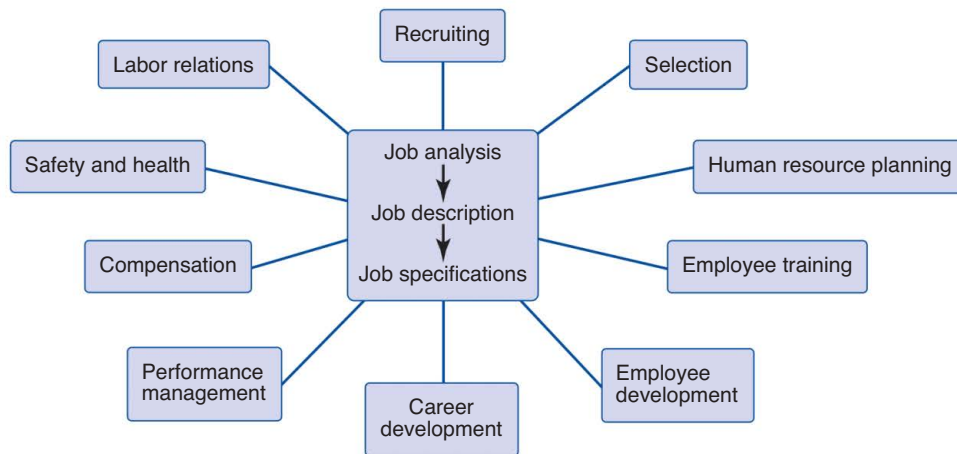 Recruiting
Labor relations
Selection
Safety and health
Job analysis
Job description
Job specifications
Human resource planning
Compensation
Employee training
Performance
management
Career
development
Employee
development